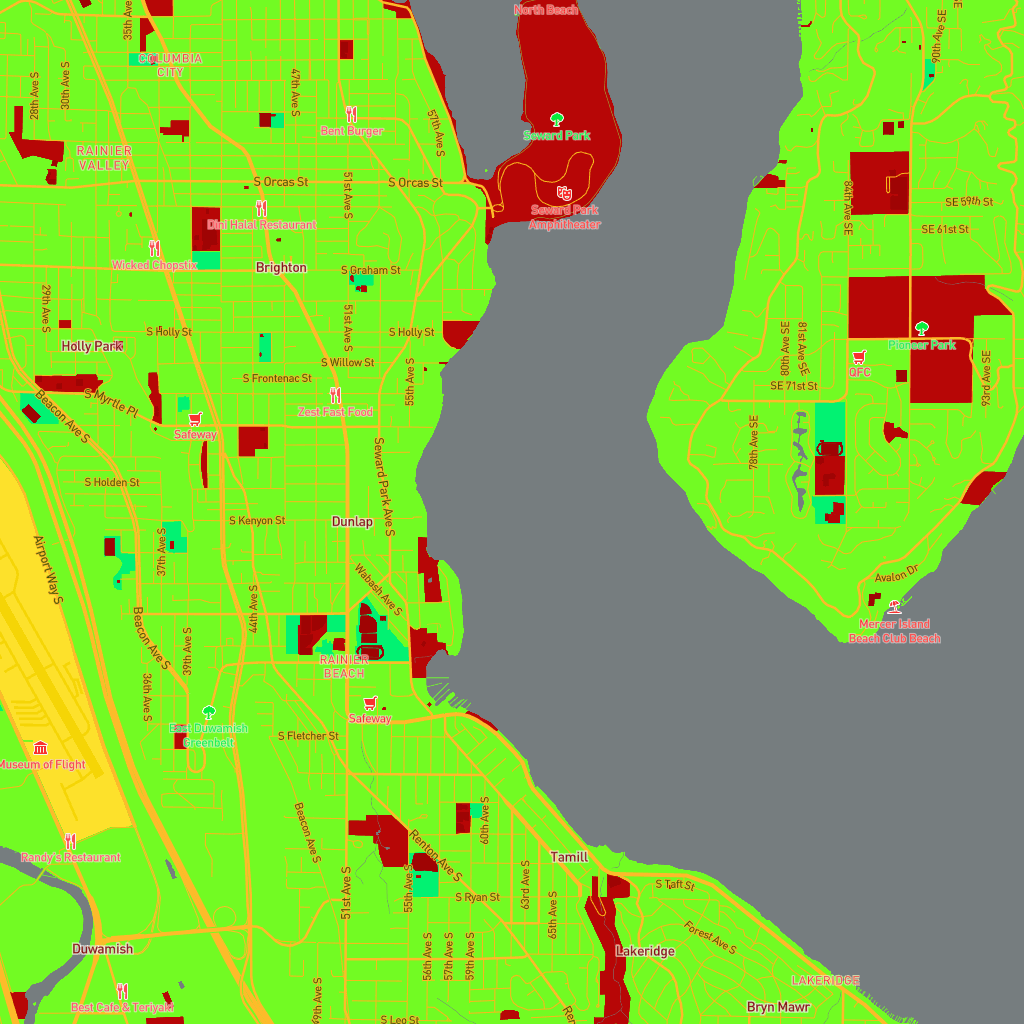 North Beach
35th Ave S
90th Ave SE
SE
COLUMBIA
CITY
28th Ave S
30th Ave S
47th Ave S
57th Ave S
Bent Burger
Seward Park
RAINIER
VALLEY
S Orcas St
S Orcas St
51st Ave S
Seward Park
Amphitheater
84th Ave SE
SE 59th St
SE 61st St
Dini Halal Restaurant
Wicked Chopstix
Brighton
S Graham St
29th Ave S
S Holly St
51st Ave S
S Holly St
Holly Park
80th Ave SE
81st Ave SE
Pioneer Park
QFC
93rd Ave SE
SE 71st St
S Willow St
S Frontenac St
55th Ave S
S Myrtle Pl
Beacon Ave S
Zest Fast Food
Safeway
78th Ave SE
Seward Park Ave S
S Holden St
S Kenyon St
Dunlap
37th Ave S
Airport Way S
Wabash Ave S
44th Ave S
Avalon Dr
Mercer Island
Beach Club Beach
Beacon Ave S
39th Ave S
RAINIER
BEACH
36th Ave S
Safeway
East Duwamish
Greenbelt
S Fletcher St
Museum of Flight
Beacon Ave S
60th Ave S
Renton Ave S
Randy's Restaurant
Tamill
51st Ave S
55th Ave S
S Ryan St
63rd Ave S
65th Ave S
S Taft St
Forest Ave S
Duwamish
56th Ave S
57th Ave S
59th Ave S
Lakeridge
LAKERIDGE
Best Cafe & Teriyaki
49th Ave S
S Leo St
Bryn Mawr